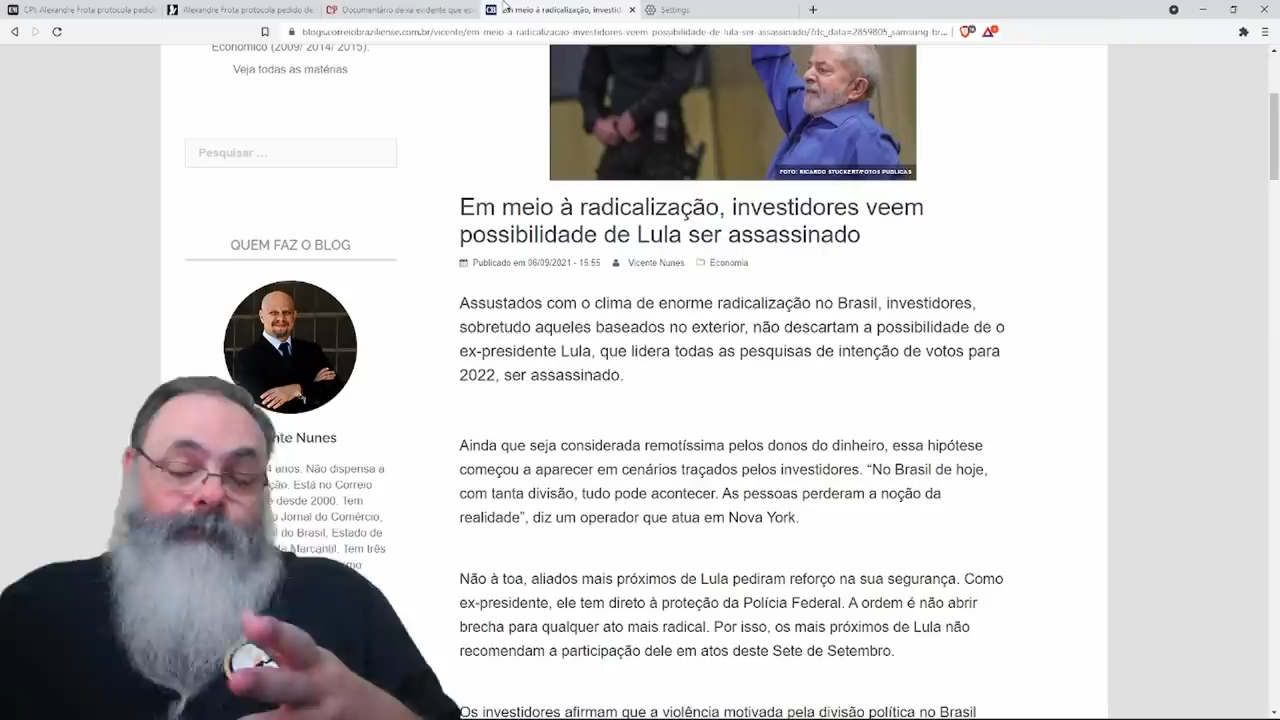 CPI: Alexandre Frota protocola pedid
Alexandre Frota protocola pedido de
Documentário deixa evidente que ep
Em meio à radicalização, investid
Settings
blogs.correiobraziliense.com.br/vicente/em-meio-a-radicalizacao-investidores-veem-possibilidade-de-lula-ser-assassinado/?dc_data=2859805_samsung-br...
Econômico (2009/ 2014/ 2015).
Veja todas as matérias
Pesquisar ...
QUEM FAZ O BLOG
nte Nunes
4 anos. Não dispensa a
ção. Está no Correio
e desde 2000. Tem
o Jornal do Comércio,
l do Brasil, Estado de
a Mercantil. Tem três
omo
FOTO: RICARDO STUCKERT/FOTOS PUBLICAS
Em meio à radicalização, investidores veem
possibilidade de Lula ser assassinado
Publicado em 06/09/2021 - 15:55 Vicente Nunes Economia
Assustados com o clima de enorme radicalização no Brasil, investidores,
sobretudo aqueles baseados no exterior, não descartam a possibilidade de o
ex-presidente Lula, que lidera todas as pesquisas de intenção de votos para
2022, ser assassinado.
Ainda que seja considerada remotíssima pelos donos do dinheiro, essa hipótese
começou a aparecer em cenários traçados pelos investidores. “No Brasil de hoje,
com tanta divisão, tudo pode acontecer. As pessoas perderam a noção da
realidade”, diz um operador que atua em Nova York.
Não à toa, aliados mais próximos de Lula pediram reforço na sua segurança. Como
ex-presidente, ele tem direto à proteção da Polícia Federal. A ordem é não abrir
brecha para qualquer ato mais radical. Por isso, os mais próximos de Lula não
recomendam a participação dele em atos deste Sete de Setembro.
Os investidores afirmam que a violência motivada pela divisão política no Brasil